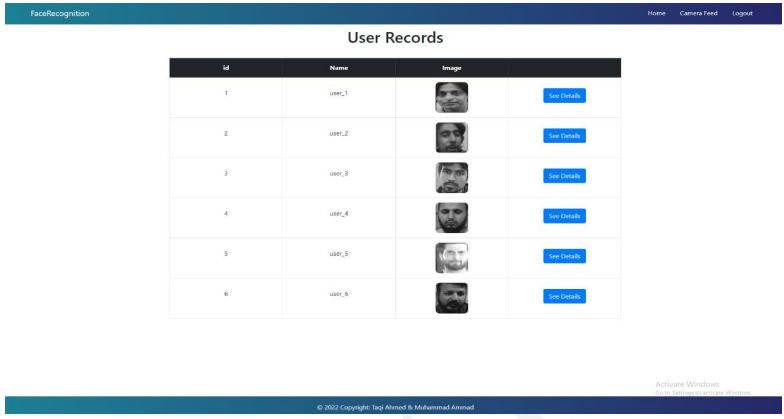 FaceRecognition Home Camera Feed Logout
User Records
id Name Image
1 user_1 See Details
2 user_2 See Details
3 user_3 See Details
4 user_4 See Details
5 user_5 See Details
6 user_6 See Details
Activate Windows
Go to Settings to activate Windows.
© 2022 Copyright: Taqi Ahmed & Muhammad Ammad